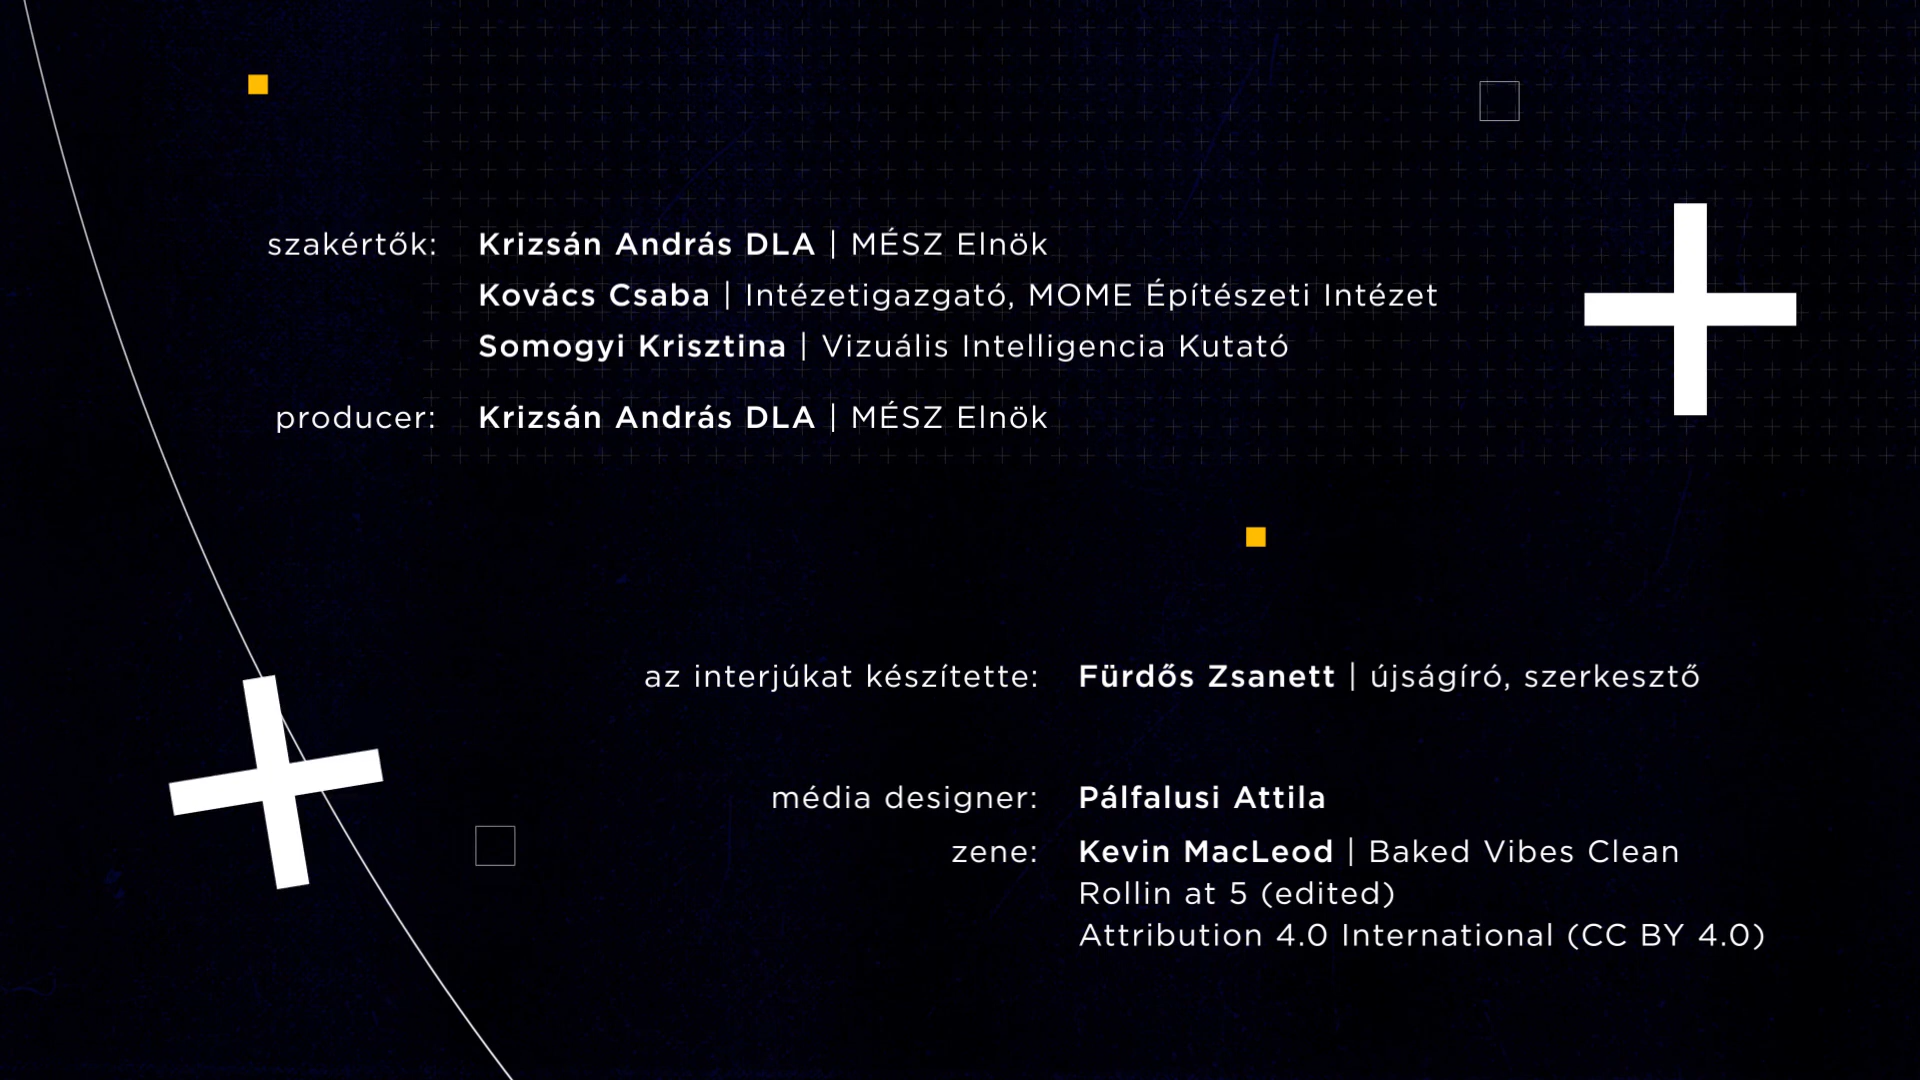 szakértők: Krizsán András DLA | MÉSZ Elnök
Kovács Csaba | Intézetigazgató, MOME Építészeti Intézet
Somogyi Krisztina | Vizuális Intelligencia Kutató
producer: Krizsán András DLA | MÉSZ Elnök
az interjúkat készítette: Fürdős Zsanett | újságíró, szerkesztő
média designer: Pálfalusi Attila
zene: Kevin MacLeod | Baked Vibes Clean
Rollin at 5 (edited)
Attribution 4.0 International (CC BY 4.0)